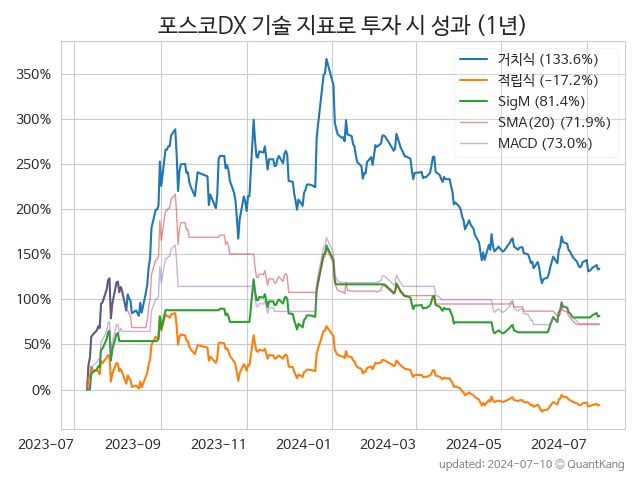 포스코DX 기술 지표로 투자 시 성과 (1년)
거치식 (133.6%)
적립식 (-17.2%)
SigM (81.4%)
SMA(20) (71.9%)
MACD (73.0%)
350%
300%
250%
200%
150%
100%
50%
0%
2023-07 2023-09 2023-11 2024-01 2024-03 2024-05 2024-07
updated: 2024-07-10 © QuantKang